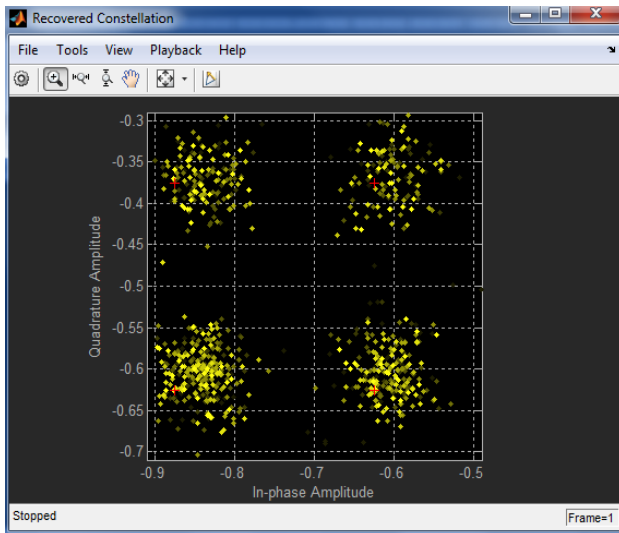 Recovered Constellation
File Tools View Playback Help
-0.3
-0.35
-0.4
-0.45
-0.5
-0.55
-0.6
-0.65
-0.7
Quadrature Amplitude
-0.9 -0.8 -0.7 -0.6 -0.5
In-phase Amplitude
Stopped Frame=1